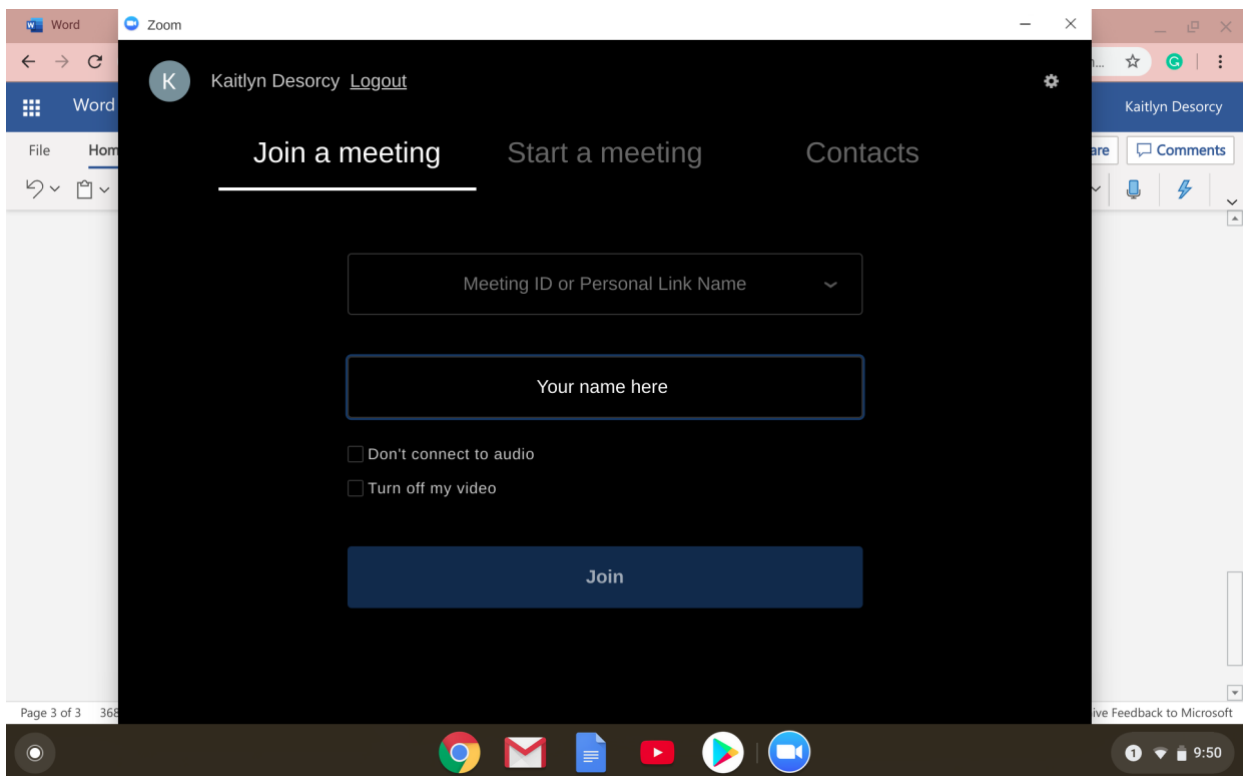 Word
Zoom
K
Kaitlyn Desorcy Logout
Word
Kaitlyn Desorcy
Join a meeting
Start a meeting
Contacts
File
Hom
are
Comments
Meeting ID or Personal Link Name
Your name here
Don't connect to audio
Turn off my video
Join
Page 3 of 3
368
ive Feedback to Microsoft
1
9:50